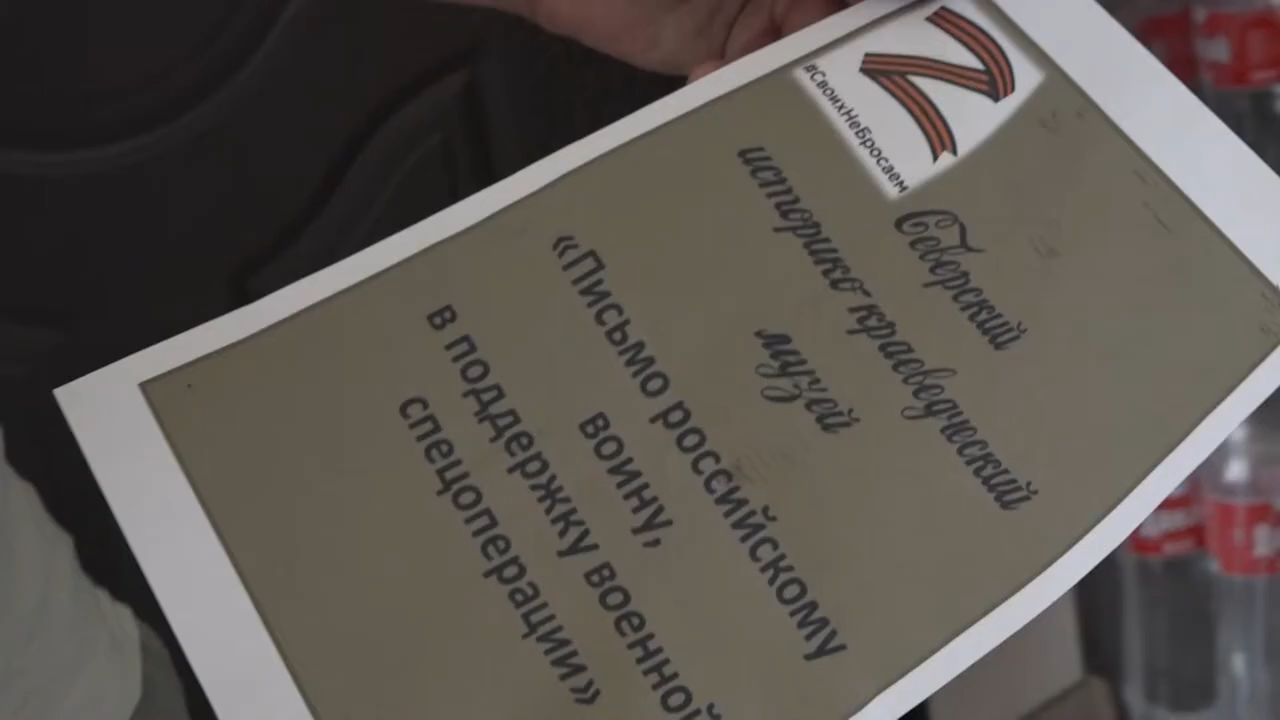 #СвоихНеБросаем
Северский
историко краеведческий
музей
«Письмо российскому
воину,
в поддержку военной
спецоперации»